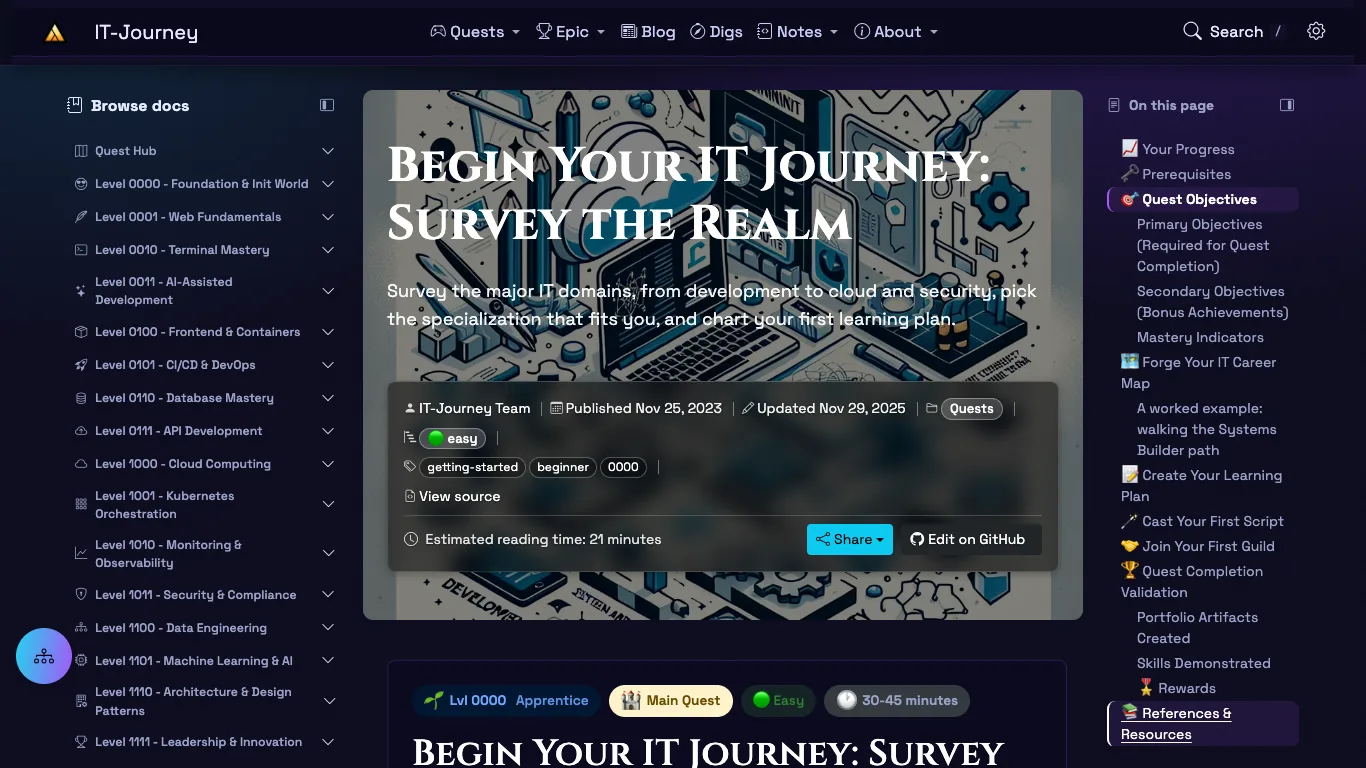 IT-Journey
Quests
Epic
Blog
Digs
Notes
About
Search /
Browse docs
Quest Hub
Level 0000 - Foundation & Init World
Level 0001 - Web Fundamentals
Level 0010 - Terminal Mastery
Level 0011 - AI-Assisted
Development
Level 0100 - Frontend & Containers
Level 0101 - CI/CD & DevOps
Level 0110 - Database Mastery
Level 0111 - API Development
Level 1000 - Cloud Computing
Level 1001 - Kubernetes
Orchestration
Level 1010 - Monitoring &
Observability
Level 1011 - Security & Compliance
Level 1100 - Data Engineering
Level 1101 - Machine Learning & AI
Level 1110 - Architecture & Design
Patterns
Level 1111 - Leadership & Innovation
Begin Your IT Journey:
Survey the Realm
Survey the major IT domains, from development to cloud and security, pick
the specialization that fits you, and chart your first learning plan.
IT-Journey Team | Published Nov 25, 2023 | Updated Nov 29, 2025 | Quests |
🟢 easy |
getting-started beginner 0000 |
View source
Estimated reading time: 21 minutes
Share
Edit on GitHub
🌱 Lvl 0000 Apprentice
🏰 Main Quest
🟢 Easy
🕐 30-45 minutes
Begin Your IT Journey: Survey
On this page
📈 Your Progress
🗝️ Prerequisites
🎯 Quest Objectives
Primary Objectives
(Required for Quest
Completion)
Secondary Objectives
(Bonus Achievements)
Mastery Indicators
🗺️ Forge Your IT Career
Map
A worked example:
walking the Systems
Builder path
📝 Create Your Learning
Plan
🪄 Cast Your First Script
🤝 Join Your First Guild
🏆 Quest Completion
Validation
Portfolio Artifacts
Created
Skills Demonstrated
🎖️ Rewards
📚 References &
Resources